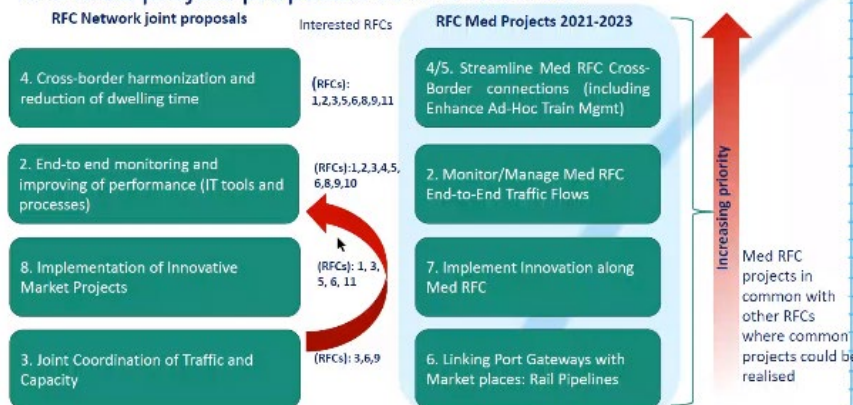 RFC Network joint proposals
Interested RFCs
RFC Med Projects 2021-2023
4. Cross-border harmonization and
reduction of dwelling time
(RFCs):
1,2,3,5,6,8,9,11
4/5. Streamline Med RFC Cross-
Border connections (including
Enhance Ad-Hoc Train Mgmt)
2. End-to end monitoring and
improving of performance (IT tools and
processes)
(RFCs):1,2,3,4,5,
6,8,9,10
2. Monitor/Manage Med RFC
End-to-End Traffic Flows
8. Implementation of Innovative
Market Projects
(RFCs): 1, 3,
5, 6, 11
7. Implement Innovation along
Med RFC
3. Joint Coordination of Traffic and
Capacity
(RFCs): 3,6,9
6. Linking Port Gateways with
Market places: Rail Pipelines
Increasing priority
Med RFC
projects in
common with
other RFCs
where common
projects could be
realised